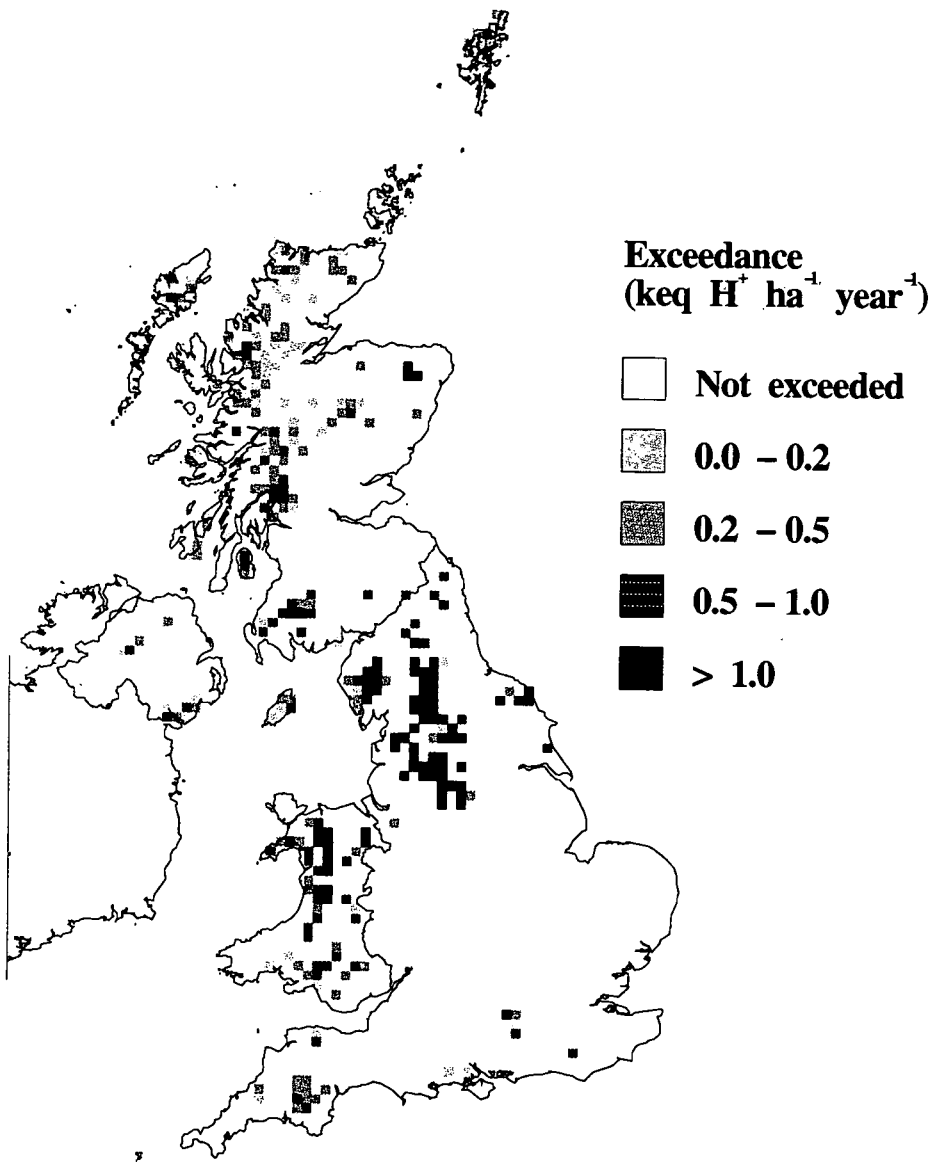 Exceedance
(keq H⁺ ha⁻¹ year⁻¹)
Not exceeded
0.0 – 0.2
0.2 – 0.5
0.5 – 1.0
> 1.0